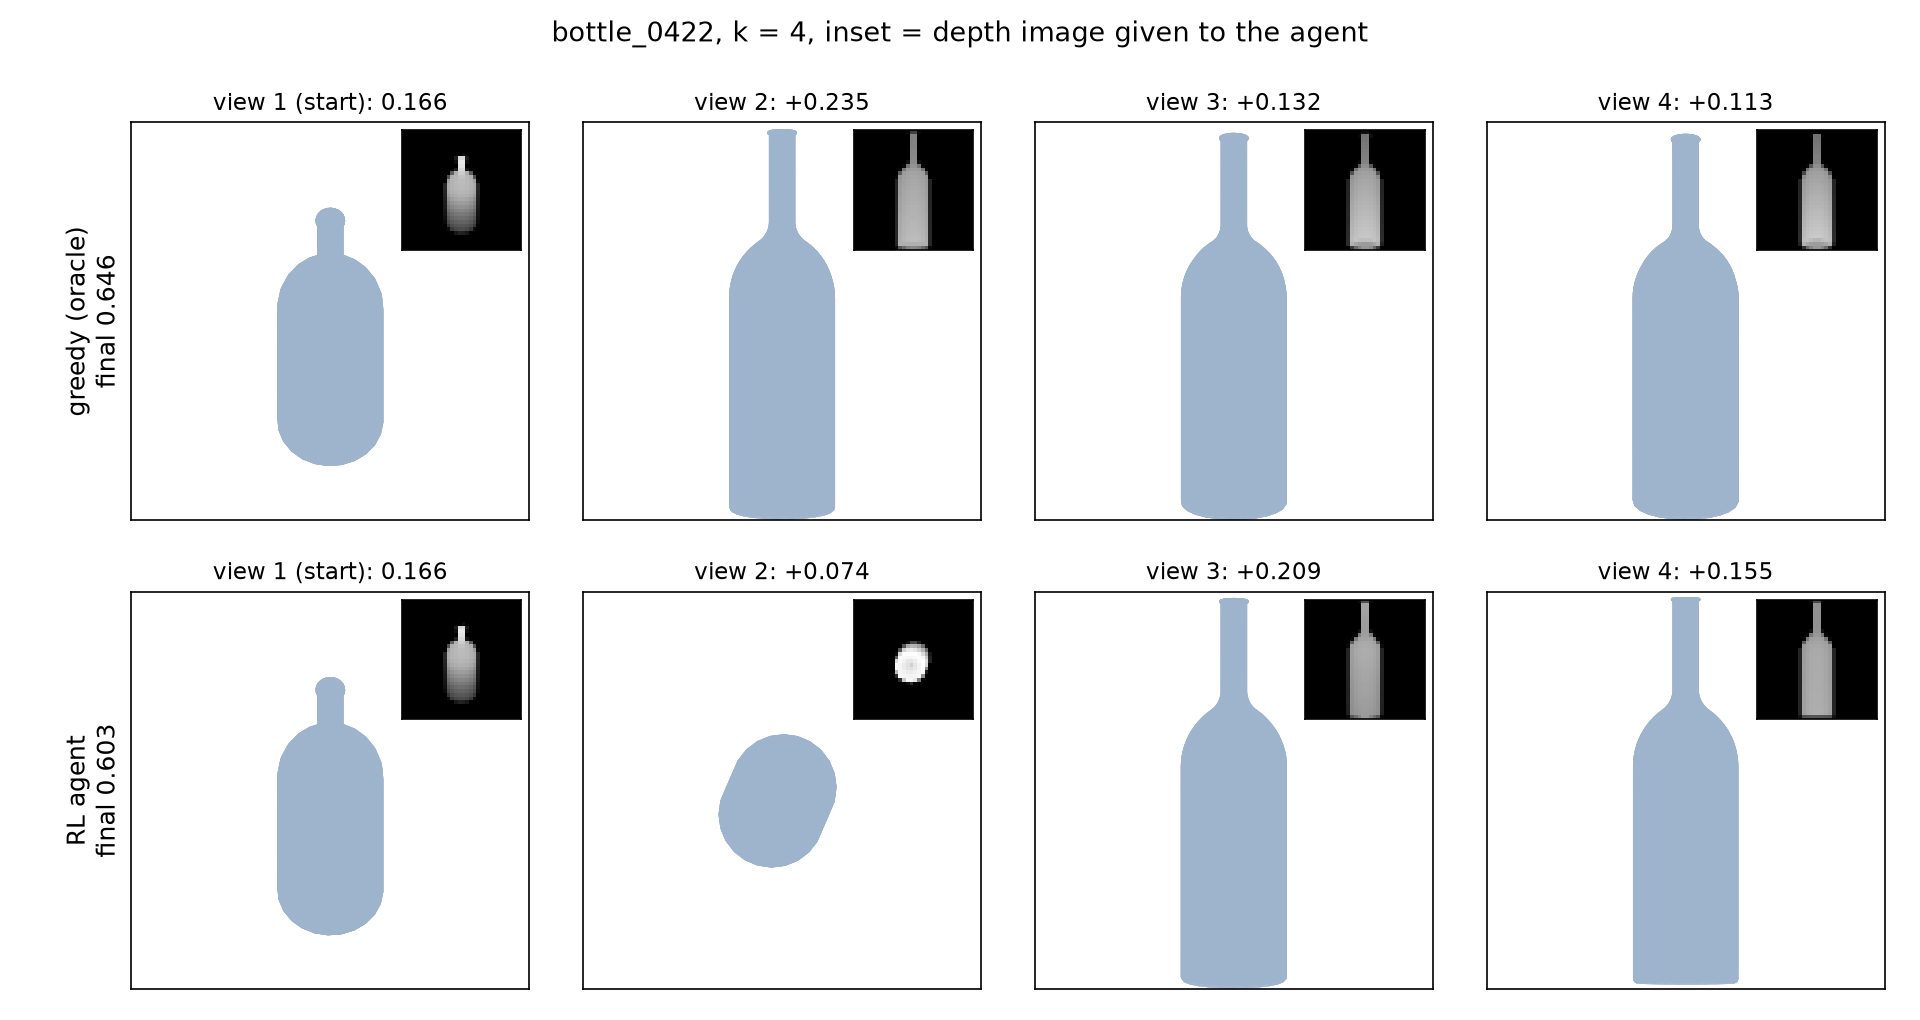 bottle_0422, k = 4, inset = depth image given to the agent
view 1 (start): 0.166
view 2: +0.235
view 3: +0.132
view 4: +0.113
greedy (oracle)
final 0.646
view 1 (start): 0.166
view 2: +0.074
view 3: +0.209
view 4: +0.155
RL agent
final 0.603